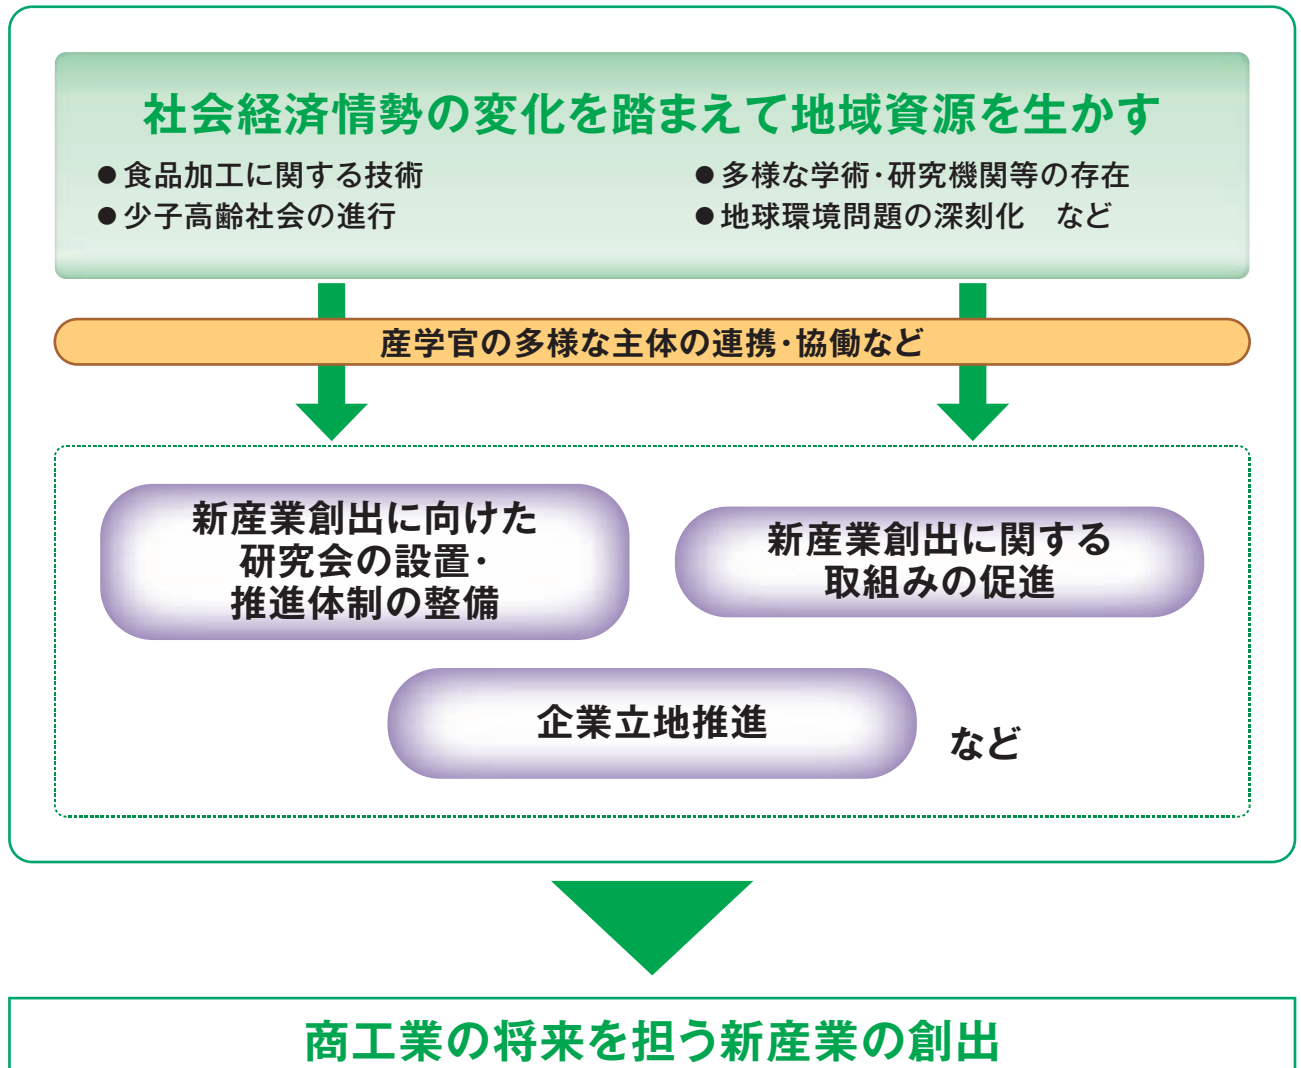 社会経済情勢の変化を踏まえて地域資源を生かす
●食品加工に関する技術
●少子高齢社会の進行
●多様な学術・研究機関等の存在
●地球環境問題の深刻化　など
産学官の多様な主体の連携・協働など
新産業創出に向けた
研究会の設置・
推進体制の整備
新産業創出に関する
取組みの促進
企業立地推進
など
商工業の将来を担う新産業の創出